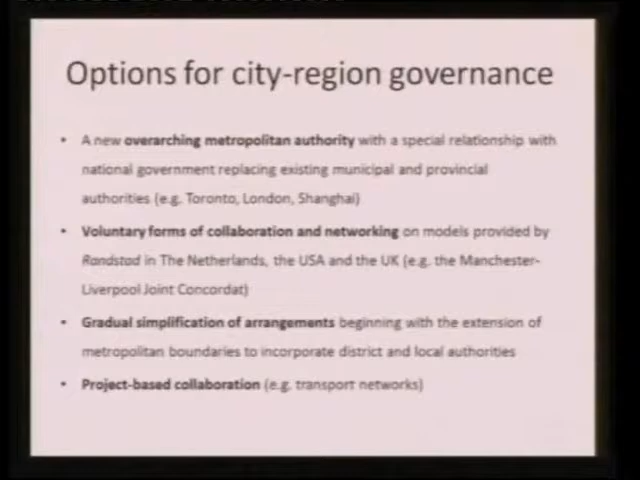 Options for city-region governance
• A new overarching metropolitan authority with a special relationship with
national government replacing existing municipal and provincial
authorities (e.g. Toronto, London, Shanghai)
• Voluntary forms of collaboration and networking on models provided by
Randstad in The Netherlands, the USA and the UK (e.g. the Manchester-
Liverpool Joint Concordat)
• Gradual simplification of arrangements beginning with the extension of
metropolitan boundaries to incorporate district and local authorities
• Project-based collaboration (e.g. transport networks)